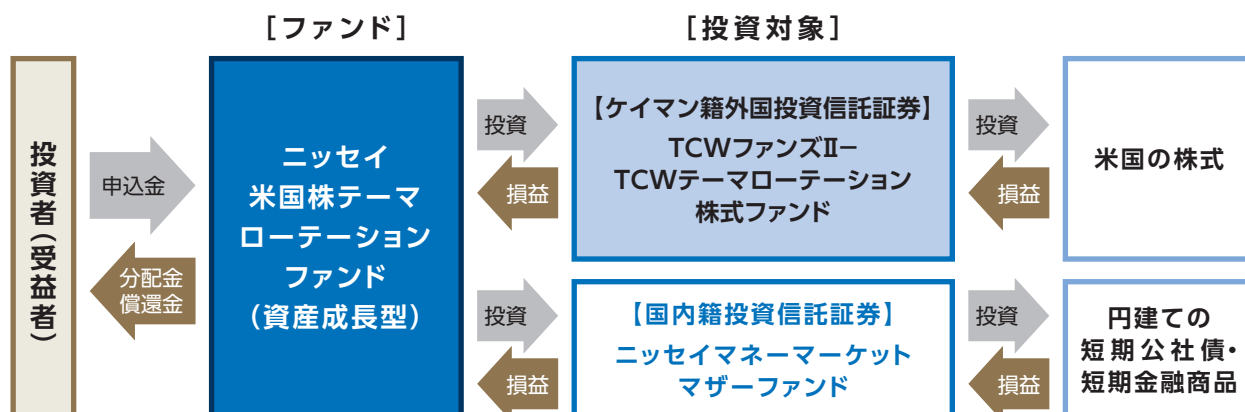 ［ファンド］
［投資対象］
投資者（受益者）
申込金
分配金
償還金
ニッセイ
米国株テーマ
ローテーション
ファンド
（資産成長型）
投資
損益
【ケイマン籍外国投資信託証券】
TCWファンズⅡ−
TCWテーマローテーション
株式ファンド
投資
損益
米国の株式
投資
損益
【国内籍投資信託証券】
ニッセイマネーマーケット
マザーファンド
投資
損益
円建ての
短期公社債・
短期金融商品